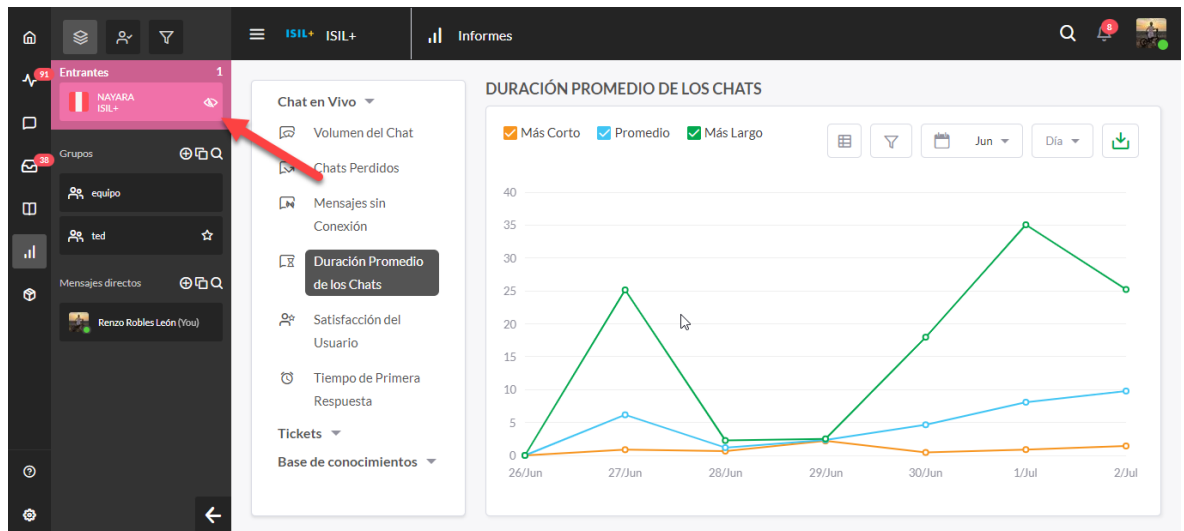 ISIL+ ISIL+
Informes
8
91
38
Entrantes 1
NAYARA
ISIL+
Grupos
equipo
ted
Mensajes directos
Renzo Robles León (You)
Chat en Vivo
Volumen del Chat
Chats Perdidos
Mensajes sin
Conexión
Duración Promedio
de los Chats
Satisfacción del
Usuario
Tiempo de Primera
Respuesta
Tickets
Base de conocimientos
DURACIÓN PROMEDIO DE LOS CHATS
Más Corto Promedio Más Largo
Jun Día
40
35
30
25
20
15
10
5
0
26/Jun 27/Jun 28/Jun 29/Jun 30/Jun 1/Jul 2/Jul